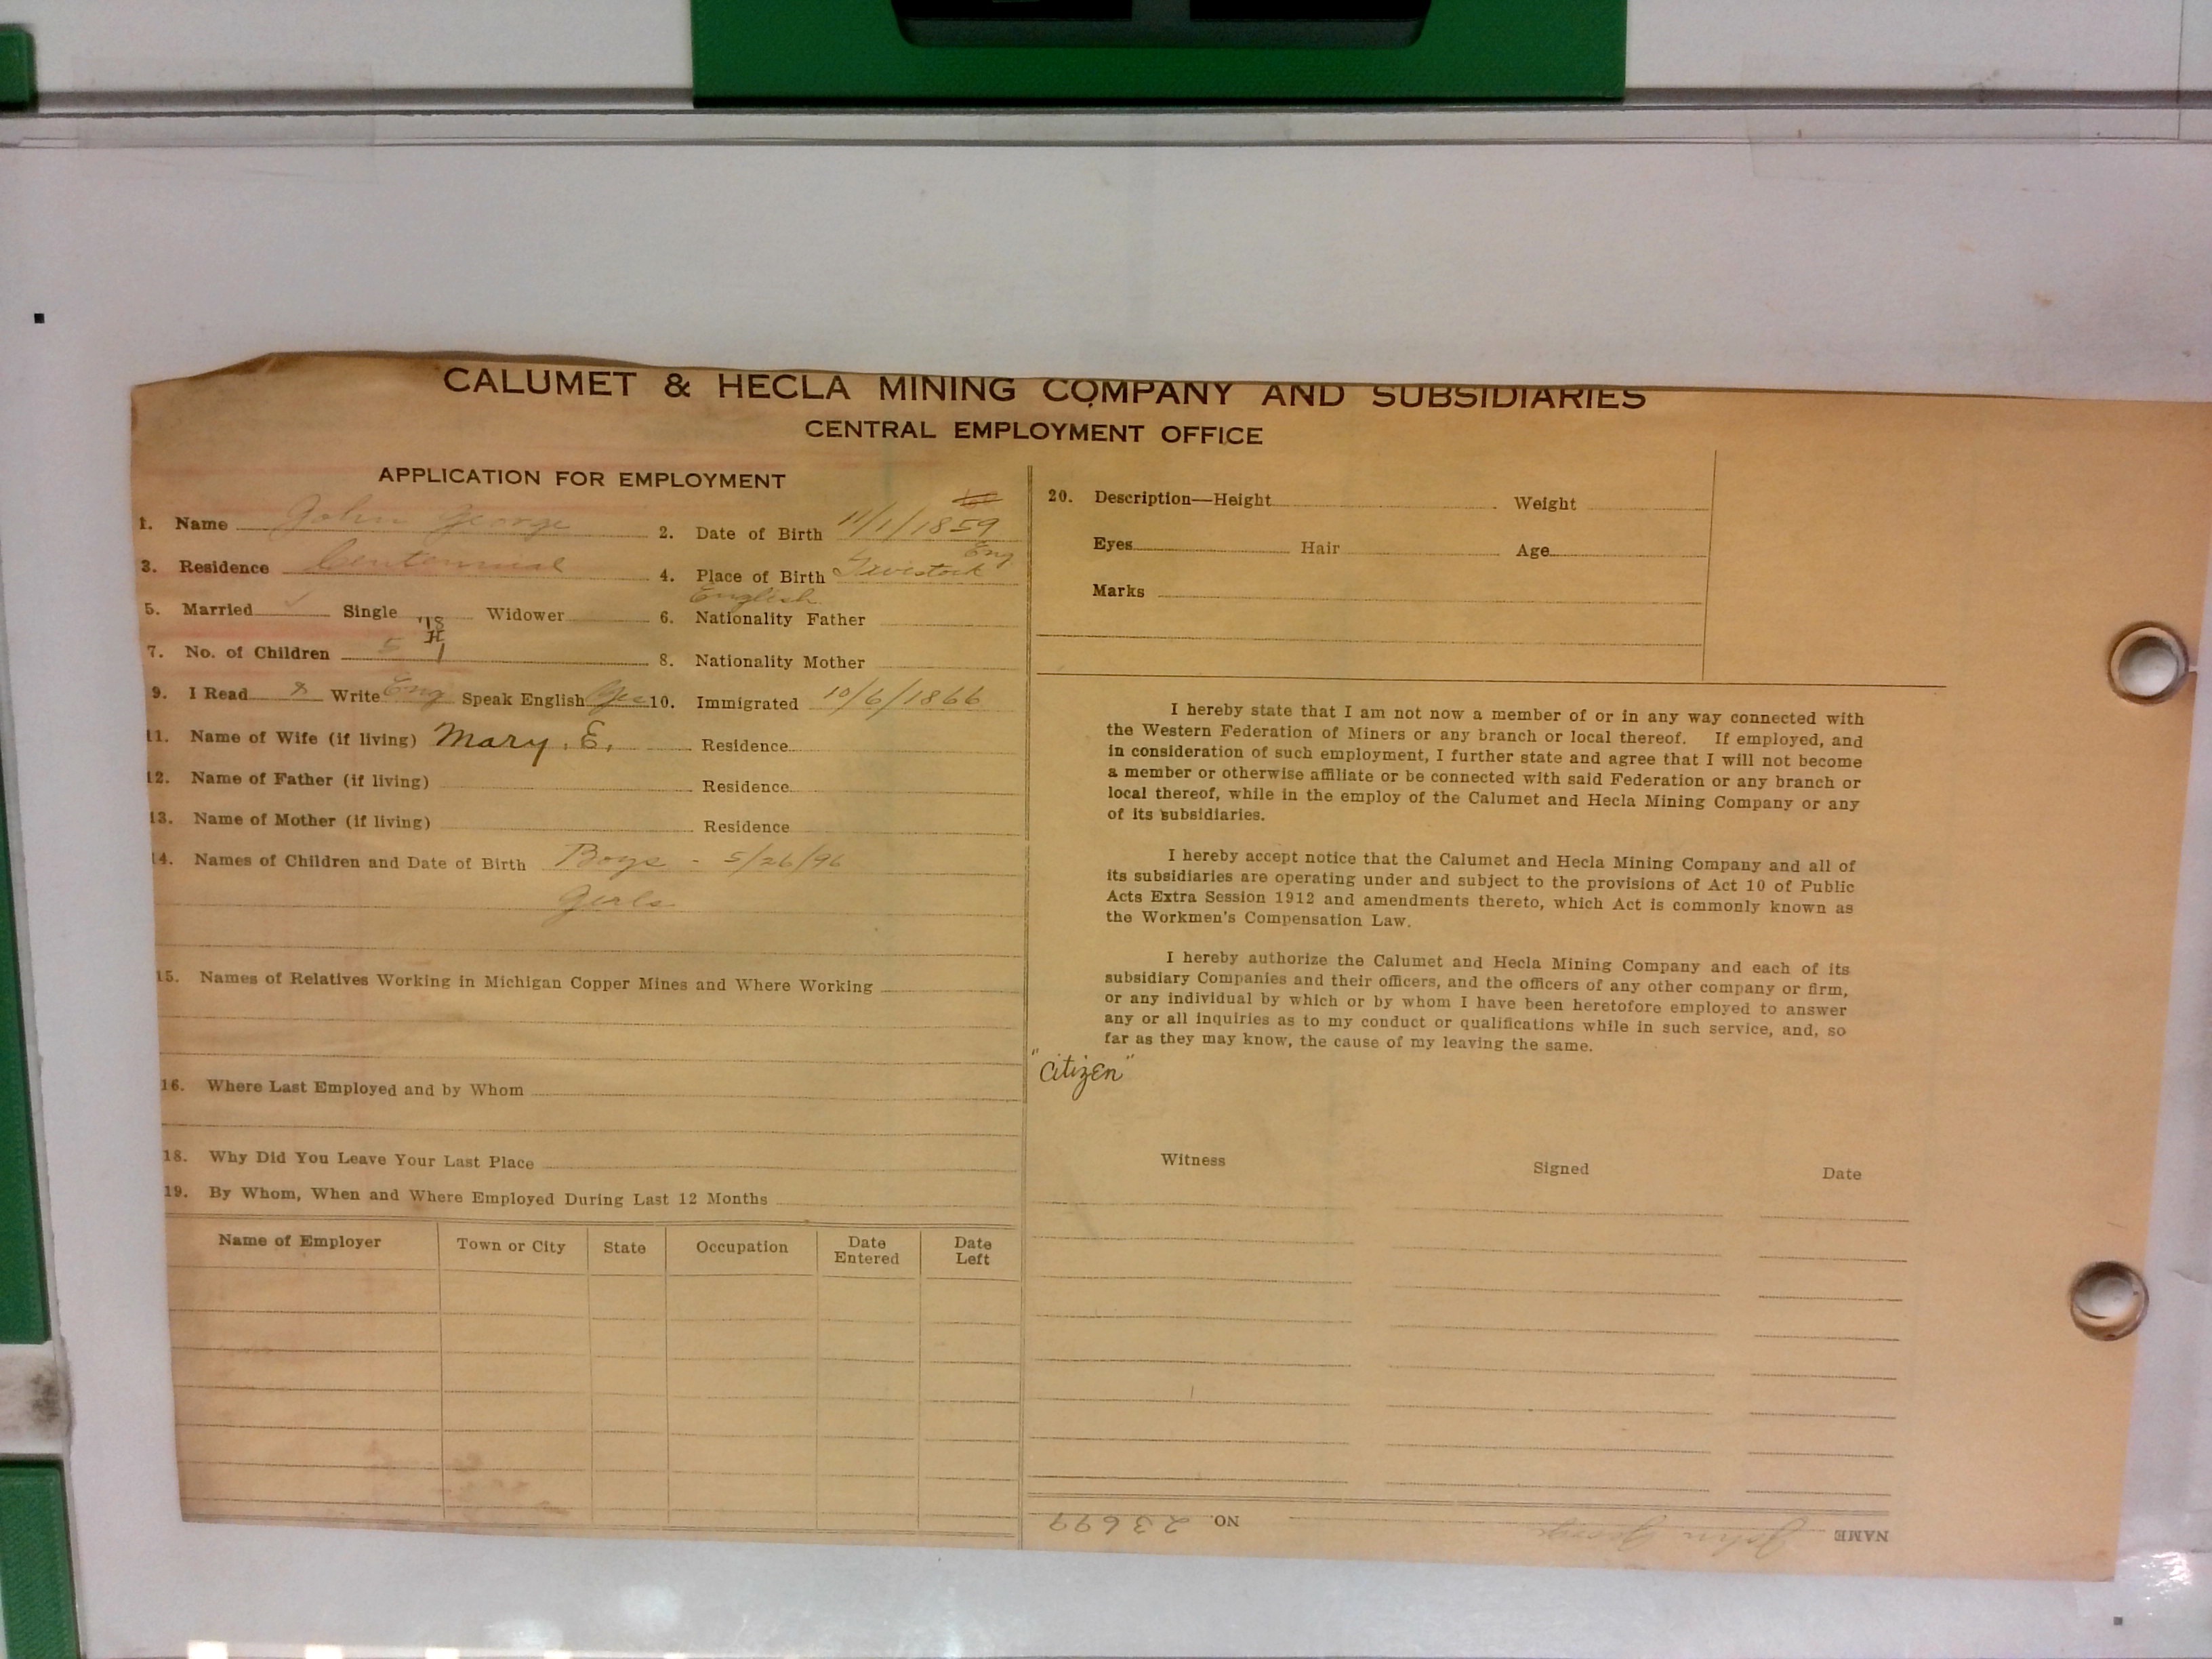 CALUMET & HECLA MINING COMPANY AND SUBSIDIARIES
CENTRAL EMPLOYMENT OFFICE
APPLICATION FOR EMPLOYMENT
1. Name John George 2. Date of Birth 11/1/1859
3. Residence Centennial 4. Place of Birth Tavistock Eng
5. Married ✓ Single Widower 6. Nationality Father English
7. No. of Children 5 '18 8. Nationality Mother
9. I Read & Write Eng Speak English Yes 10. Immigrated 10/6/1866
11. Name of Wife (if living) Mary. E. Residence
12. Name of Father (if living) Residence
13. Name of Mother (if living) Residence
14. Names of Children and Date of Birth Boys - 5/26/96
Girls
15. Names of Relatives Working in Michigan Copper Mines and Where Working
16. Where Last Employed and by Whom
18. Why Did You Leave Your Last Place
19. By Whom, When and Where Employed During Last 12 Months
Name of Employer Town or City State Occupation Date Entered Date Left
20. Description—Height Weight
Eyes Hair Age
Marks
I hereby state that I am not now a member of or in any way connected with
the Western Federation of Miners or any branch or local thereof. If employed, and
in consideration of such employment, I further state and agree that I will not become
a member or otherwise affiliate or be connected with said Federation or any branch or
local thereof, while in the employ of the Calumet and Hecla Mining Company or any
of its subsidiaries.
I hereby accept notice that the Calumet and Hecla Mining Company and all of
its subsidiaries are operating under and subject to the provisions of Act 10 of Public
Acts Extra Session 1912 and amendments thereto, which Act is commonly known as
the Workmen's Compensation Law.
I hereby authorize the Calumet and Hecla Mining Company and each of its
subsidiary Companies and their officers, and the officers of any other company or firm,
or any individual by which or by whom I have been heretofore employed to answer
any or all inquiries as to my conduct or qualifications while in such service, and, so
far as they may know, the cause of my leaving the same.
"Citizen"
Witness Signed Date
NAME John George NO. 23699